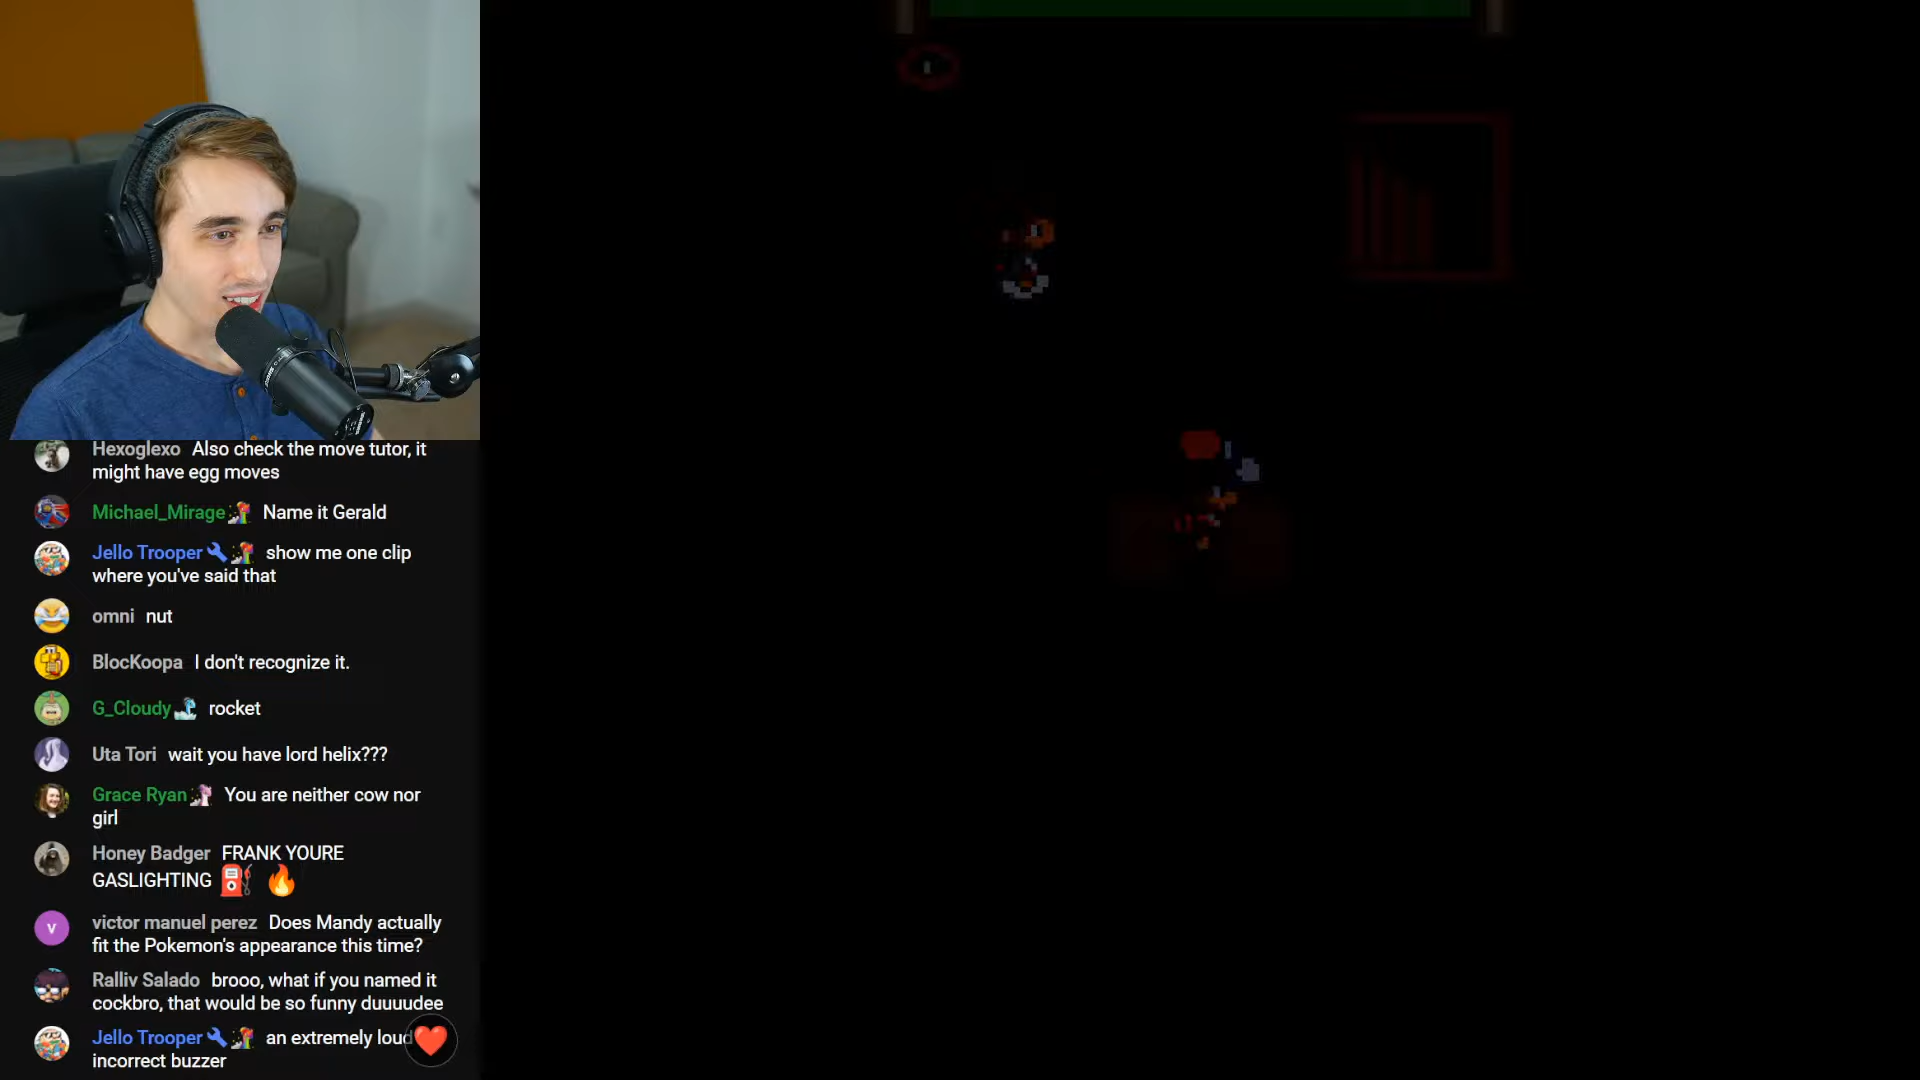 Hexoglexo Also check the move tutor, it
might have egg moves
Michael_Mirage Name it Gerald
Jello Trooper show me one clip
where you've said that
omni nut
BlocKoopa I don't recognize it.
G_Cloudy rocket
Uta Tori wait you have lord helix???
Grace Ryan You are neither cow nor
girl
Honey Badger FRANK YOURE
GASLIGHTING
V victor manuel perez Does Mandy actually
fit the Pokemon's appearance this time?
Ralliv Salado brooo, what if you named it
cockbro, that would be so funny duuuudee
Jello Trooper an extremely loud
incorrect buzzer